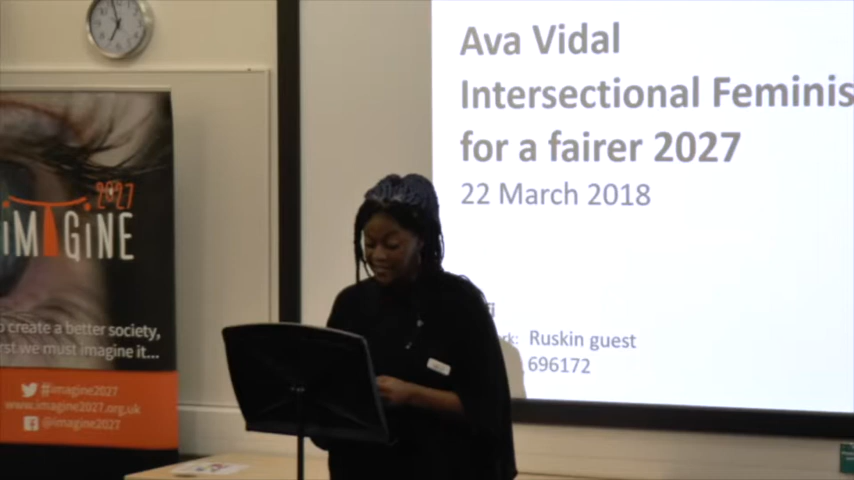 Ava Vidal
Intersectional Feminis
for a fairer 2027
22 March 2018
Ruskin guest
696172
2027
iMAGiNE
o create a better society,
rst we must imagine it...
#imagine2027
www.imagine2027.org.uk
@imagine2027